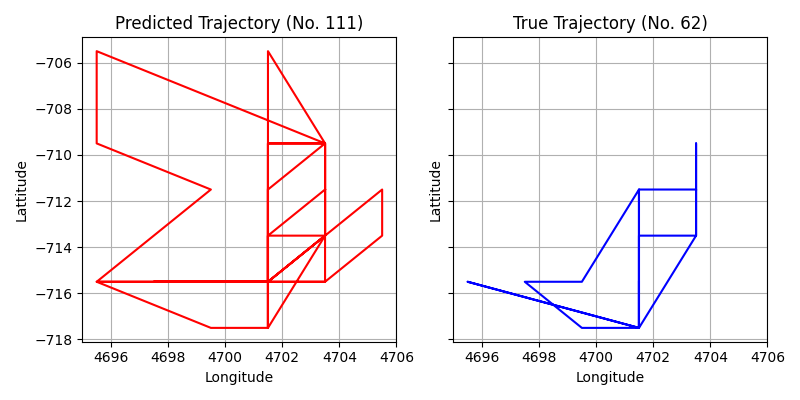 Predicted Trajectory (No. 111)
Lattitude
−706
−708
−710
−712
−714
−716
−718
4696 4698 4700 4702 4704 4706
Longitude
True Trajectory (No. 62)
Lattitude
4696 4698 4700 4702 4704 4706
Longitude